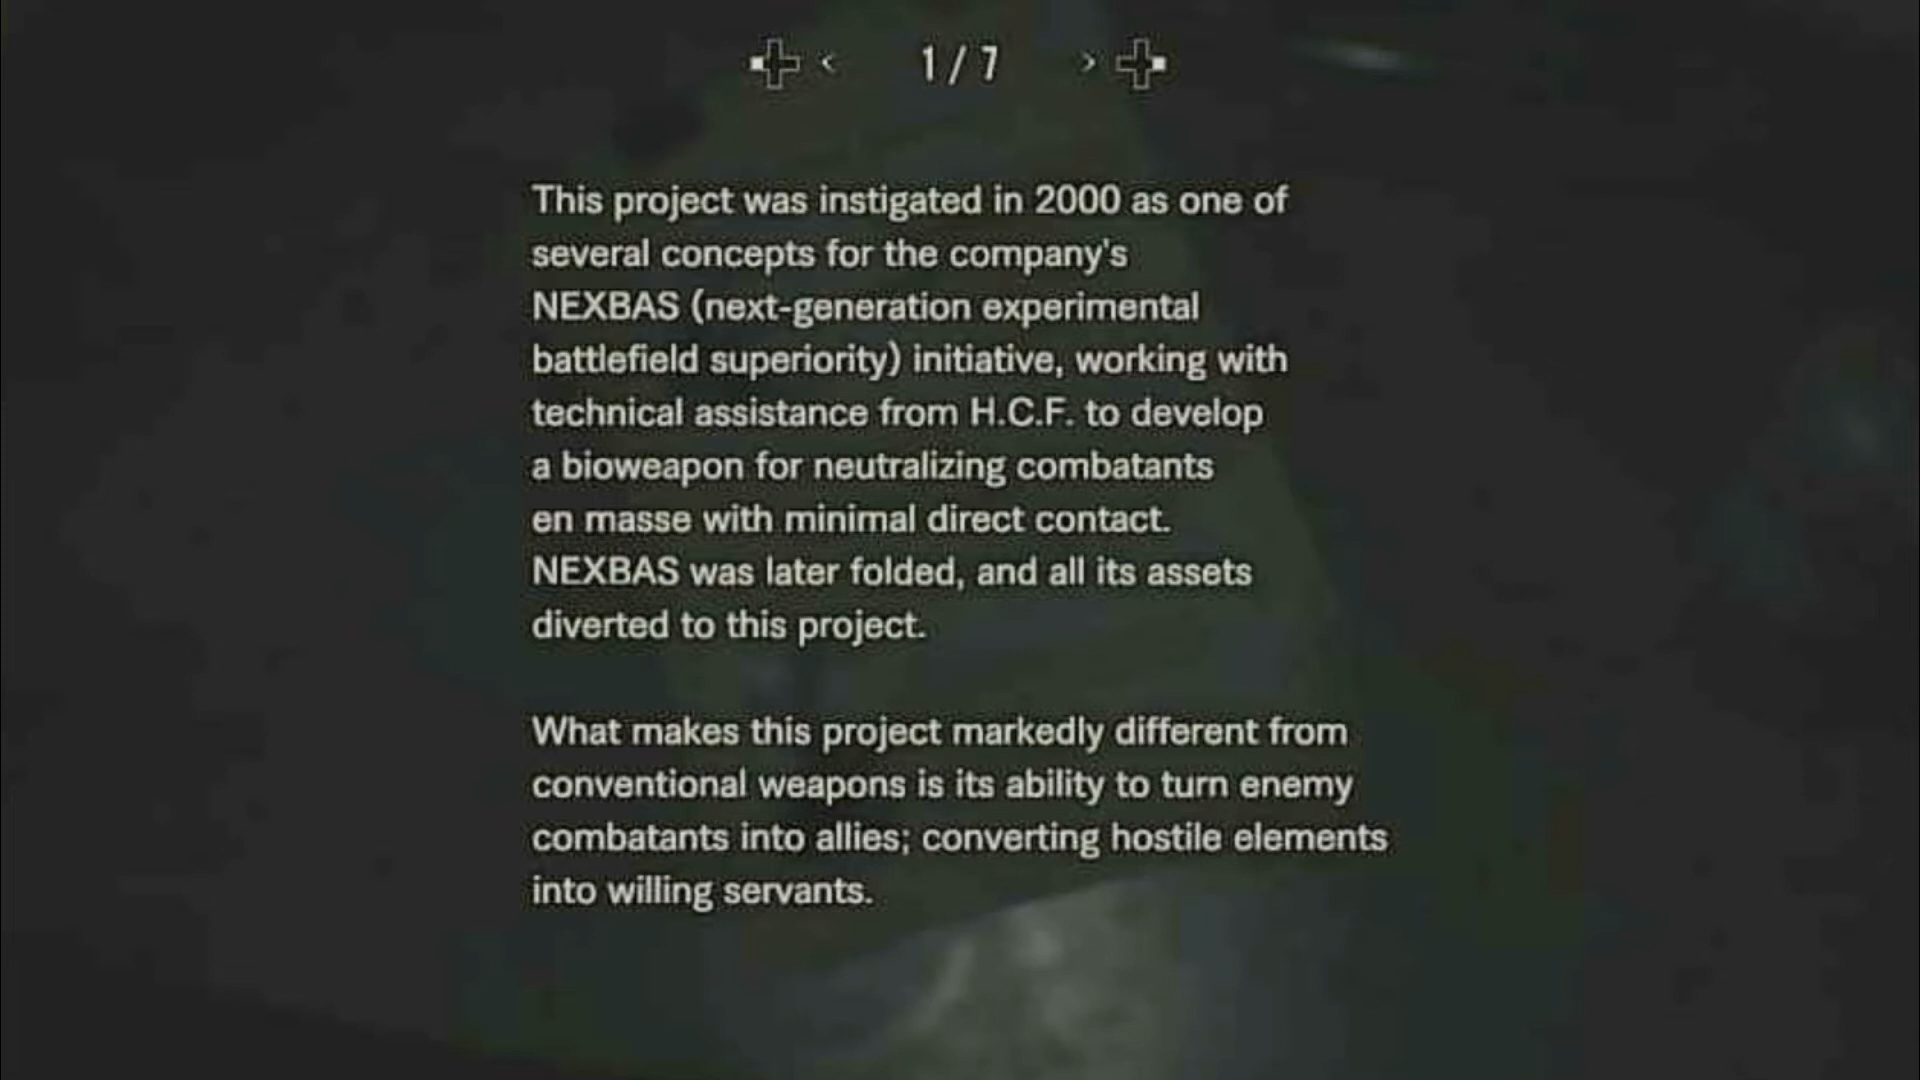 < 1/7 >
This project was instigated in 2000 as one of
several concepts for the company's
NEXBAS (next-generation experimental
battlefield superiority) initiative, working with
technical assistance from H.C.F. to develop
a bioweapon for neutralizing combatants
en masse with minimal direct contact.
NEXBAS was later folded, and all its assets
diverted to this project.
What makes this project markedly different from
conventional weapons is its ability to turn enemy
combatants into allies; converting hostile elements
into willing servants.